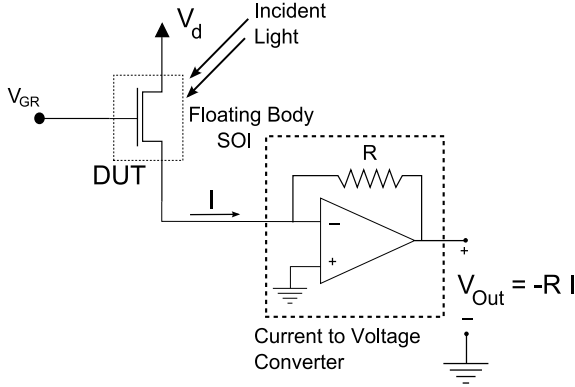 Incident
Light
V_d
V_GR
Floating Body
SOI
DUT
R
I
−
+
+
V_Out = -R I
−
Current to Voltage
Converter